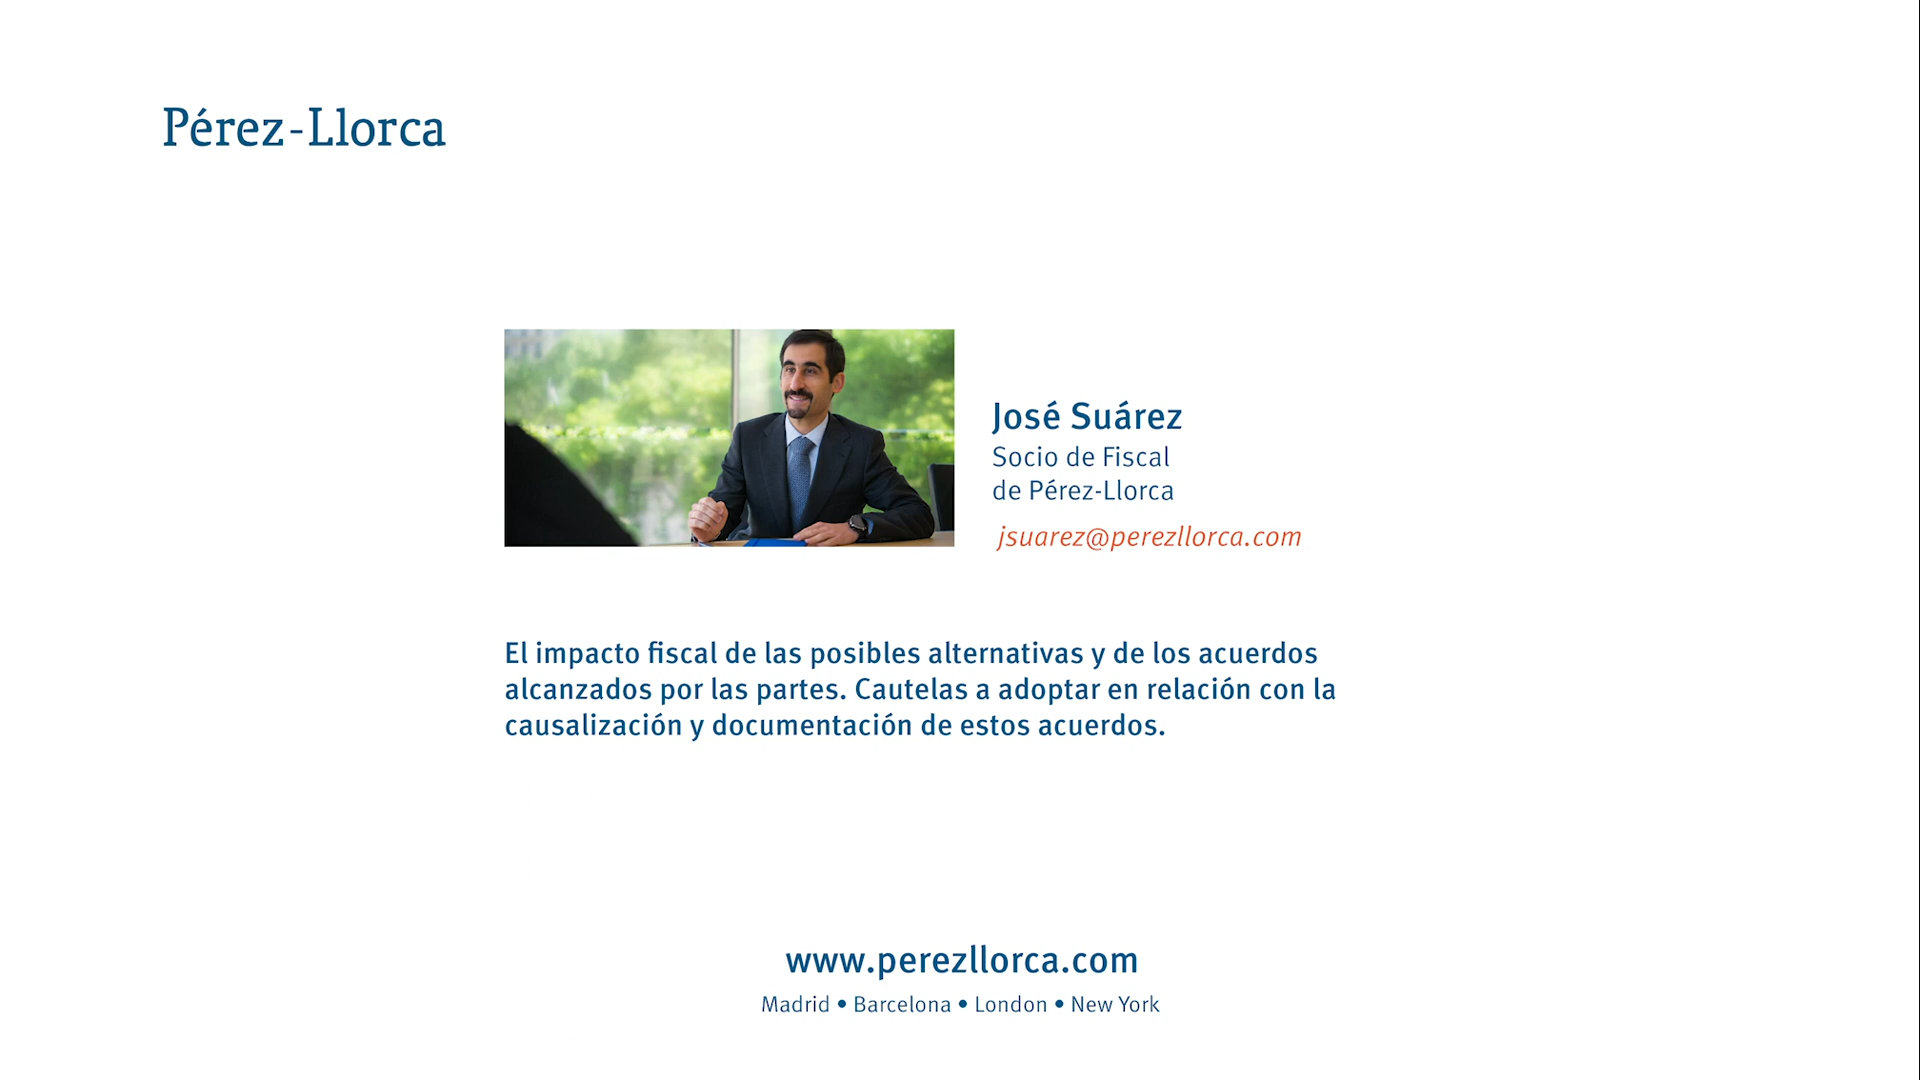 Pérez-Llorca
José Suárez
Socio de Fiscal
de Pérez-Llorca
jsuarez@perezllorca.com
El impacto fiscal de las posibles alternativas y de los acuerdos
alcanzados por las partes. Cautelas a adoptar en relación con la
causalización y documentación de estos acuerdos.
www.perezllorca.com
Madrid • Barcelona • London • New York